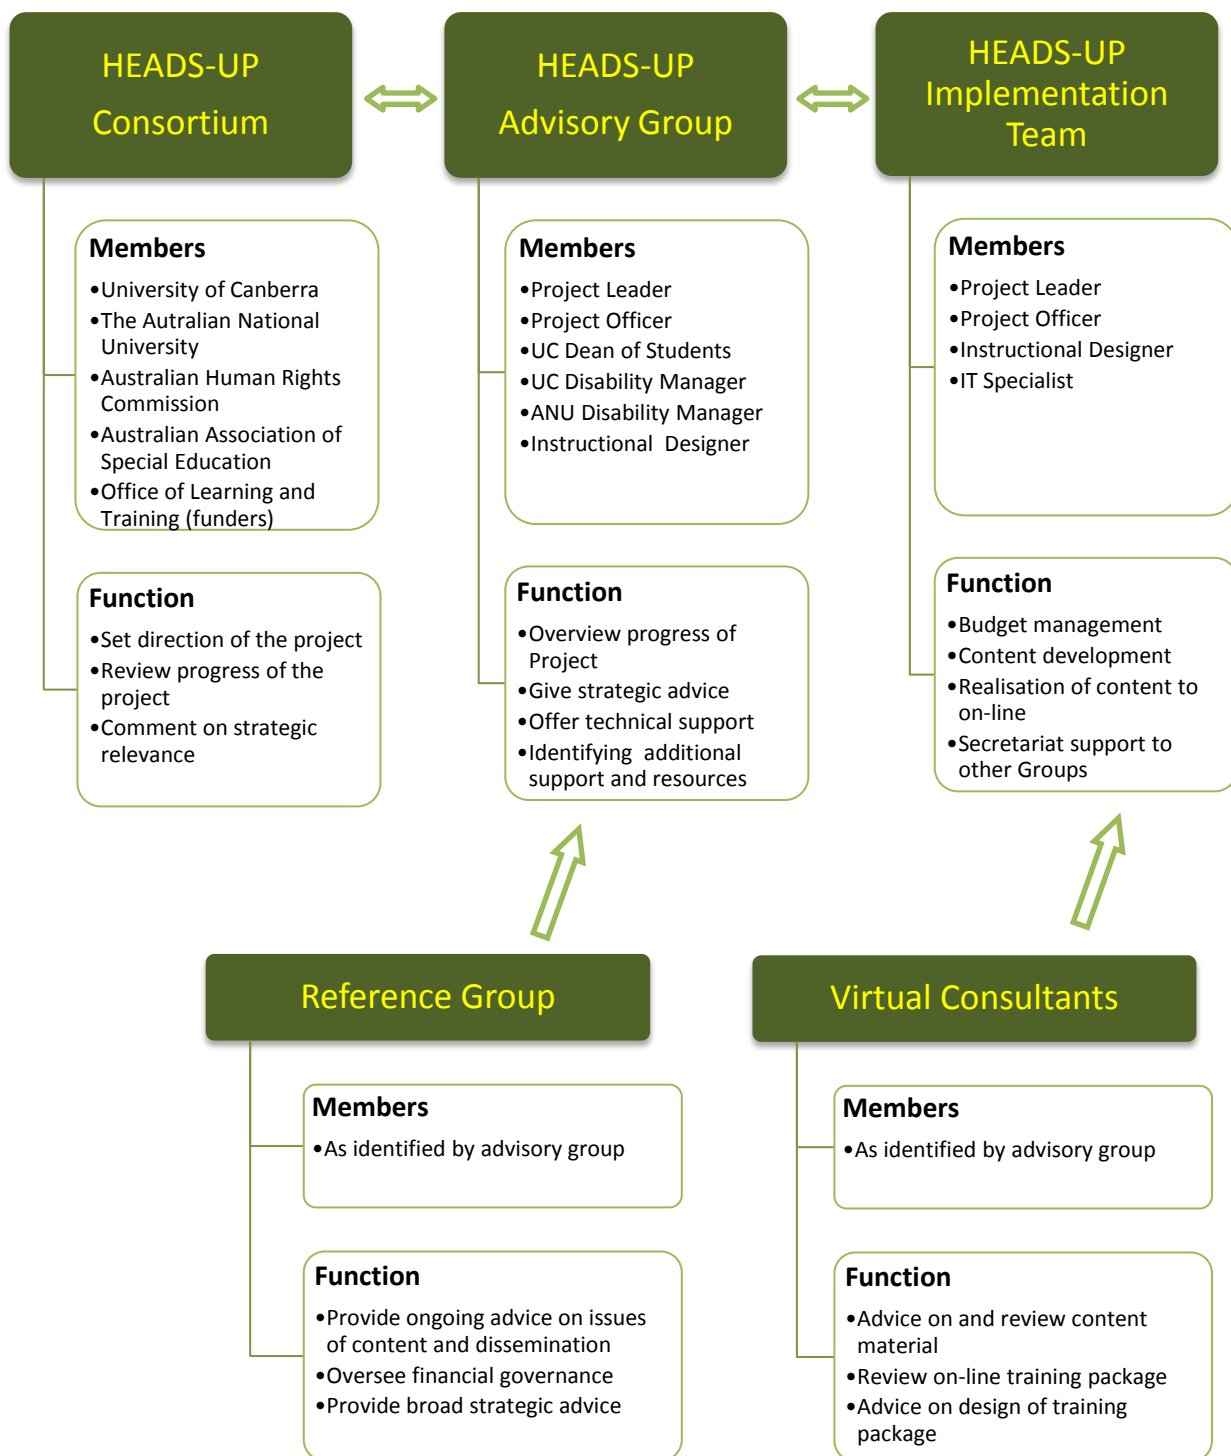 HEADS-UP
Consortium
HEADS-UP
Advisory Group
HEADS-UP
Implementation
Team
Members
•University of Canberra
•The Autralian National
University
•Australian Human Rights
Commission
•Australian Association of
Special Education
•Office of Learning and
Training (funders)
Function
•Set direction of the project
•Review progress of the
project
•Comment on strategic
relevance
Members
•Project Leader
•Project Officer
•UC Dean of Students
•UC Disability Manager
•ANU Disability Manager
•Instructional Designer
Function
•Overview progress of
Project
•Give strategic advice
•Offer technical support
•Identifying additional
support and resources
Members
•Project Leader
•Project Officer
•Instructional Designer
•IT Specialist
Function
•Budget management
•Content development
•Realisation of content to
on-line
•Secretariat support to
other Groups
Reference Group
Members
•As identified by advisory group
Function
•Provide ongoing advice on issues
of content and dissemination
•Oversee financial governance
•Provide broad strategic advice
Virtual Consultants
Members
•As identified by advisory group
Function
•Advice on and review content
material
•Review on-line training package
•Advice on design of training
package